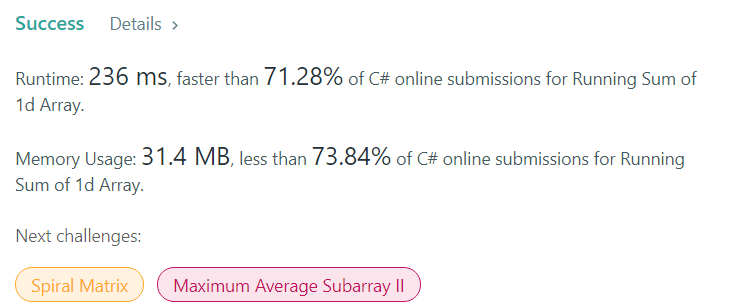 Success Details >
Runtime: 236 ms, faster than 71.28% of C# online submissions for Running Sum of
1d Array.
Memory Usage: 31.4 MB, less than 73.84% of C# online submissions for Running
Sum of 1d Array.
Next challenges:
Spiral Matrix Maximum Average Subarray II